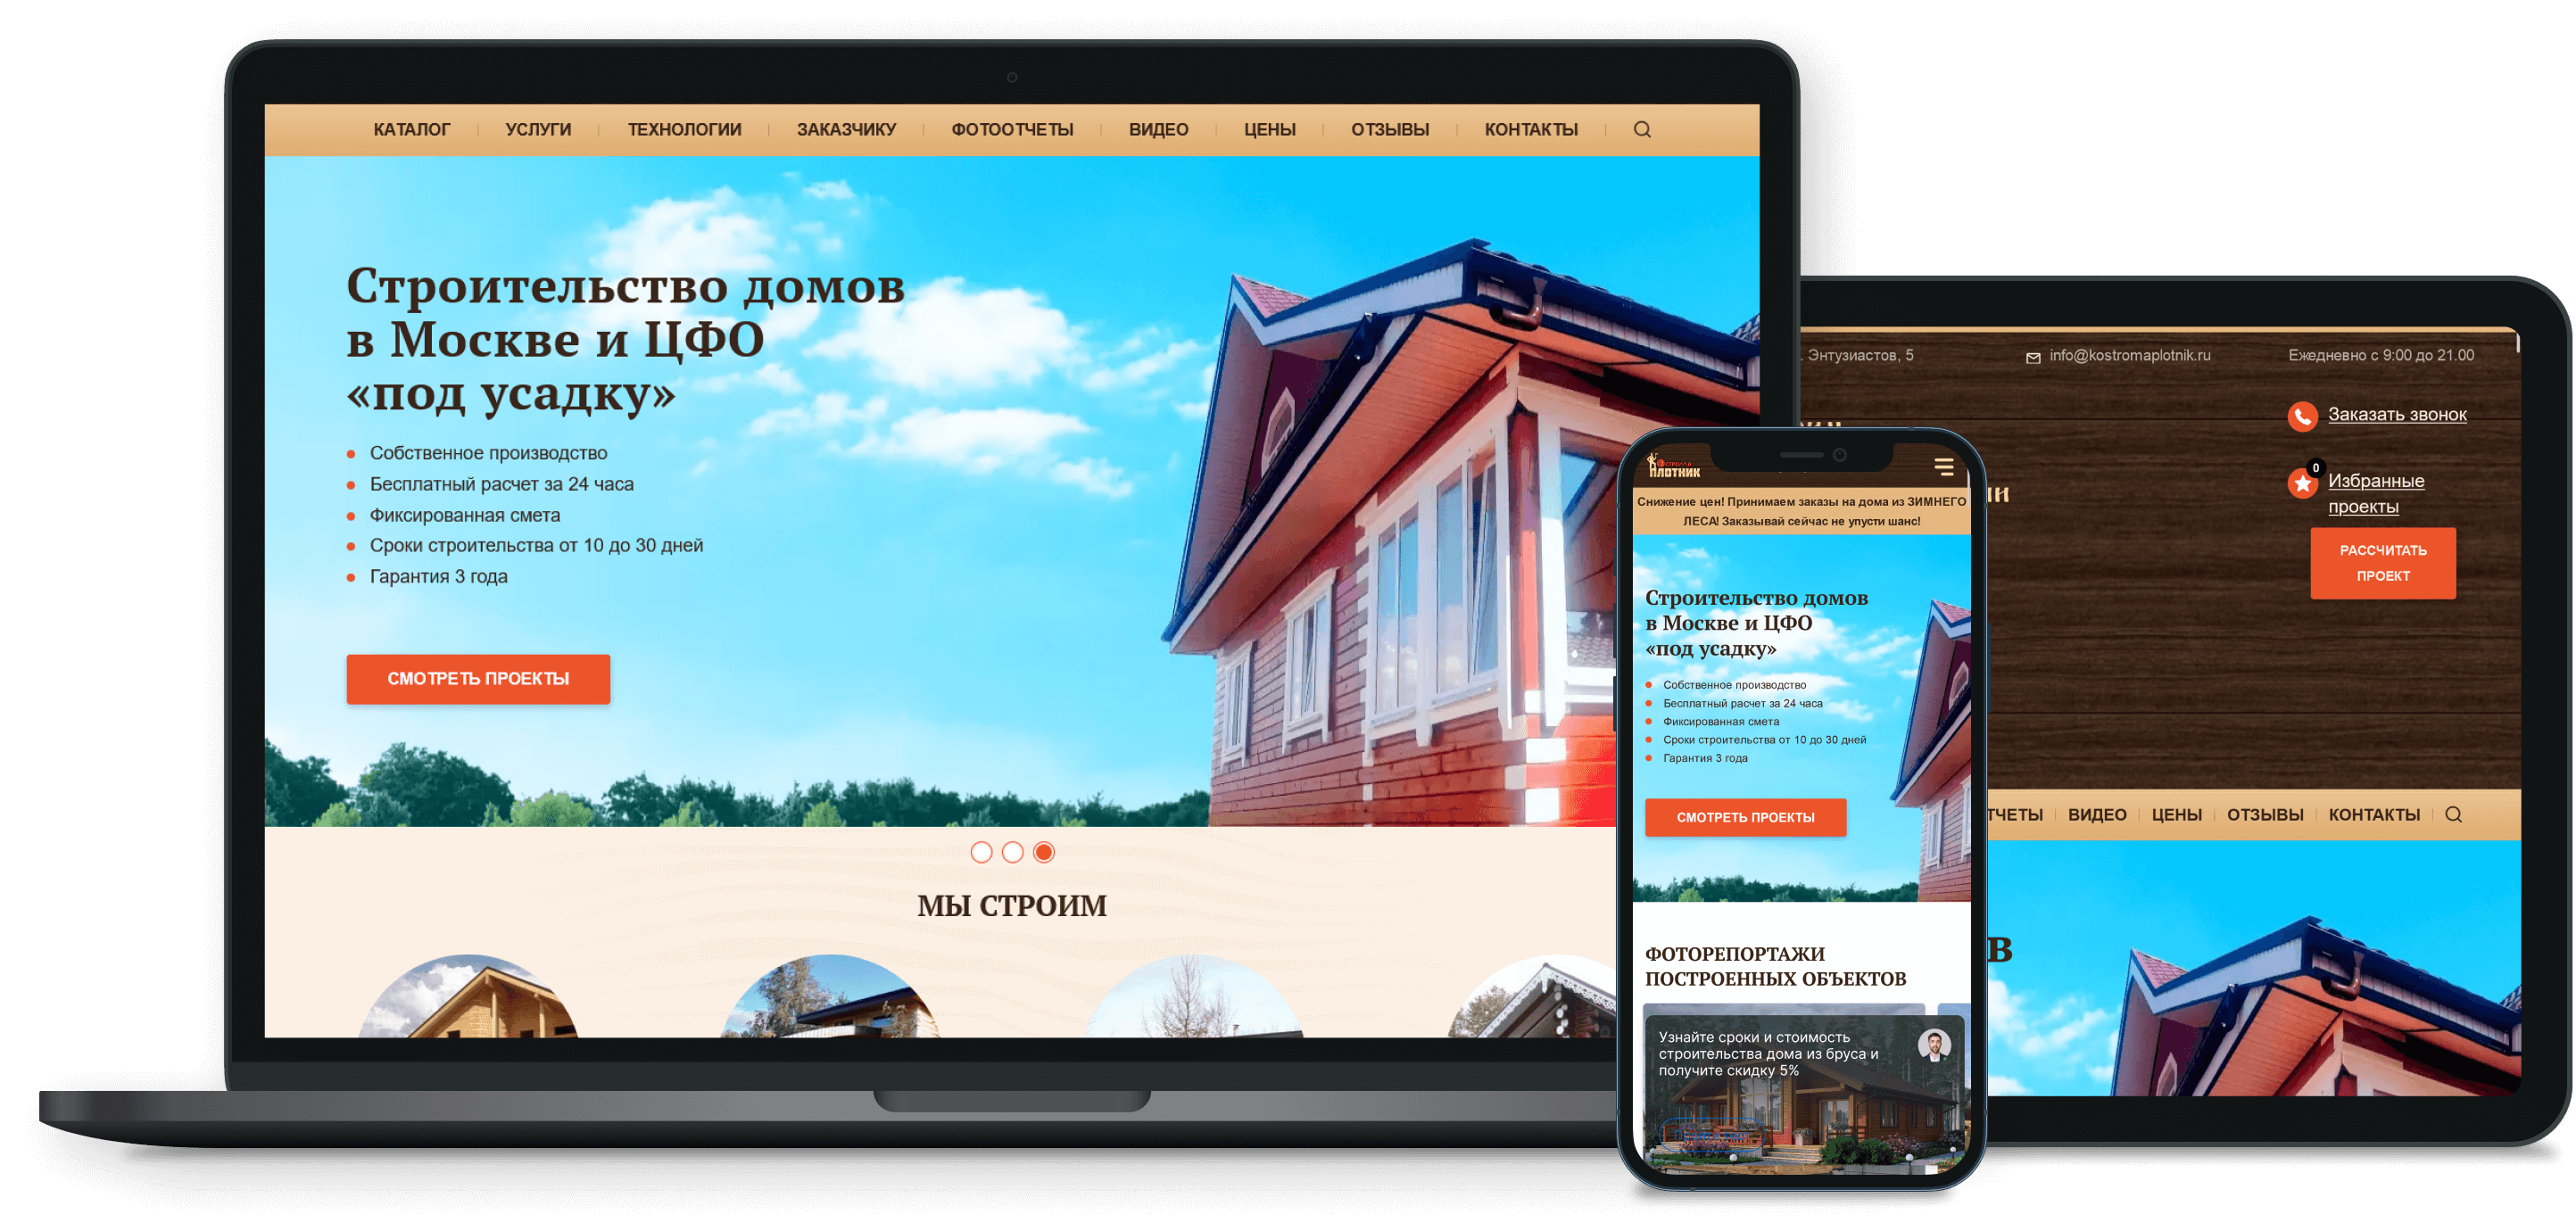 КАТАЛОГ УСЛУГИ ТЕХНОЛОГИИ ЗАКАЗЧИКУ ФОТООТЧЕТЫ ВИДЕО ЦЕНЫ ОТЗЫВЫ КОНТАКТЫ
Строительство домов
в Москве и ЦФО
«под усадку»
Собственное производство
Бесплатный расчет за 24 часа
Фиксированная смета
Сроки строительства от 10 до 30 дней
Гарантия 3 года
СМОТРЕТЬ ПРОЕКТЫ
МЫ СТРОИМ
ПЛОТНИК
Снижение цен! Принимаем заказы на дома из ЗИМНЕГО
ЛЕСА! Заказывай сейчас не упусти шанс!
Строительство домов
в Москве и ЦФО
«под усадку»
Собственное производство
Бесплатный расчет за 24 часа
Фиксированная смета
Сроки строительства от 10 до 30 дней
Гарантия 3 года
СМОТРЕТЬ ПРОЕКТЫ
ФОТОРЕПОРТАЖИ
ПОСТРОЕННЫХ ОБЪЕКТОВ
Узнайте сроки и стоимость
строительства дома из бруса и
получите скидку 5%
. Энтузиастов, 5 info@kostromaplotnik.ru Ежедневно с 9:00 до 21.00
Заказать звонок
0
Избранные
проекты
РАССЧИТАТЬ
ПРОЕКТ
ТЧЕТЫ ВИДЕО ЦЕНЫ ОТЗЫВЫ КОНТАКТЫ
в